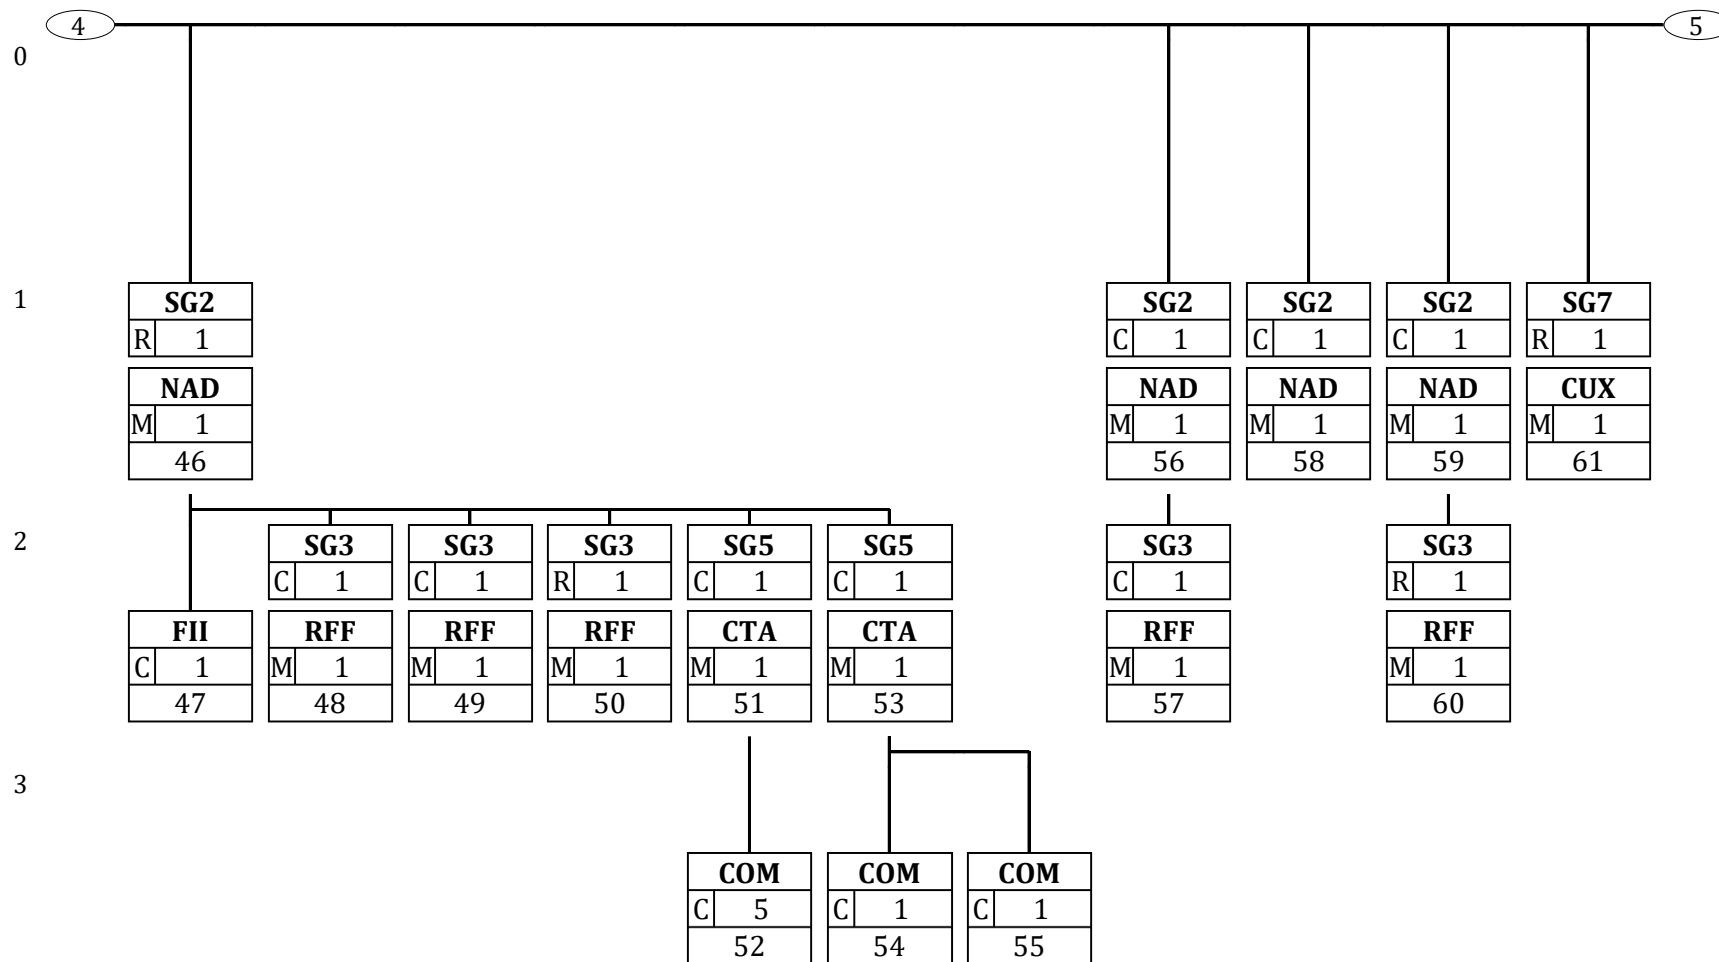 4 5
0
1
SG2 SG2 SG2 SG2 SG7
R 1 C 1 C 1 C 1 R 1
NAD NAD NAD NAD CUX
M 1 M 1 M 1 M 1 M 1
46 56 58 59 61
2
SG3 SG3 SG3 SG5 SG5 SG3 SG3
C 1 C 1 R 1 C 1 C 1 C 1 R 1
FII RFF RFF RFF CTA CTA RFF RFF
C 1 M 1 M 1 M 1 M 1 M 1 M 1 M 1
47 48 49 50 51 53 57 60
3
COM COM COM
C 5 C 1 C 1
52 54 55